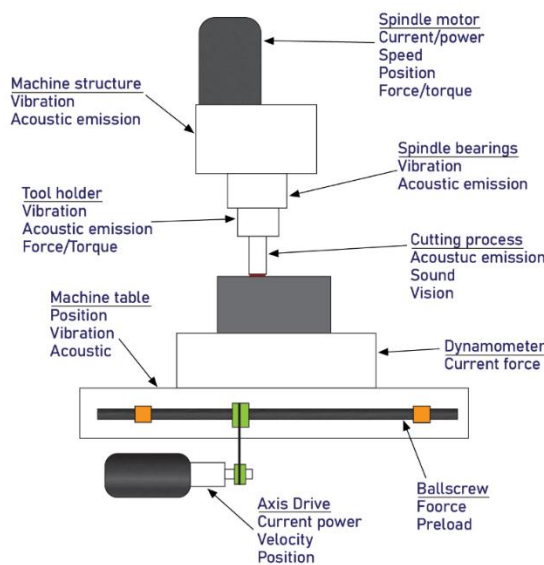 Spindle motor
Current/power
Speed
Position
Force/torque
Machine structure
Vibration
Acoustic emission
Spindle bearings
Vibration
Acoustic emission
Tool holder
Vibration
Acoustic emission
Force/Torque
Cutting process
Acoustuc emission
Sound
Vision
Machine table
Position
Vibration
Acoustic
Dynamometer
Current force
Axis Drive
Current power
Velocity
Position
Ballscrew
Foorce
Preload